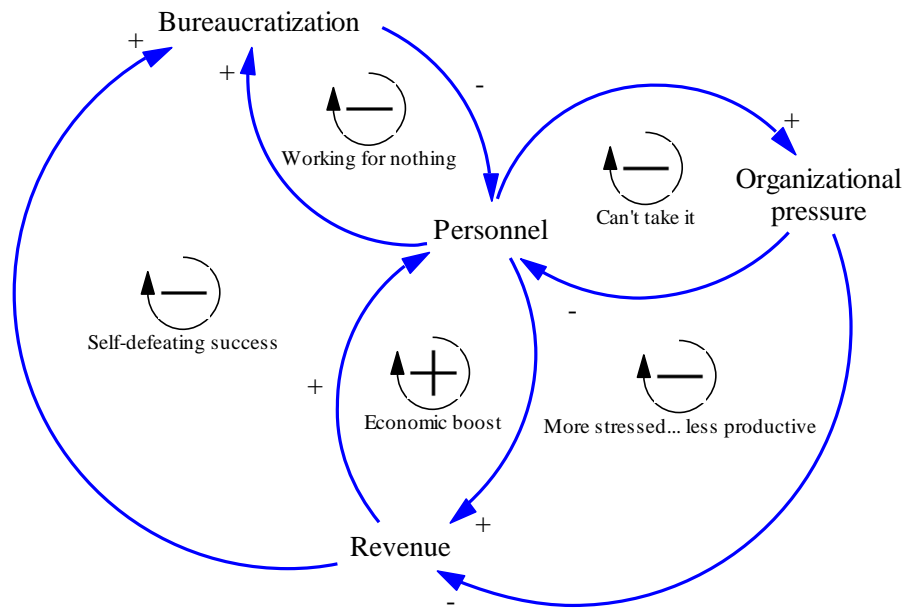 Bureaucratization
+
+
-
+
Working for nothing
Can't take it
Organizational
pressure
Personnel
-
Self-defeating success
+
Economic boost
More stressed... less productive
+
Revenue
-